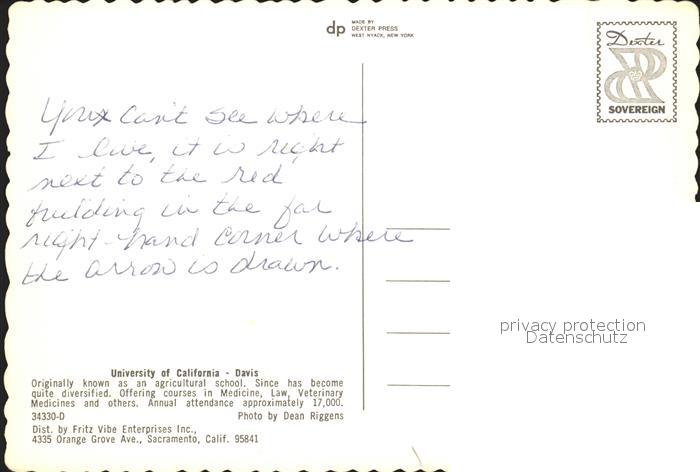 dp MADE BY
DEXTER PRESS
WEST NYACK, NEW YORK
Dexter
SOVEREIGN
can't see where
I live, it is right
next to the red
building in the far
right-hand corner where
the arrow is drawn.
privacy protection
Datenschutz
University of California - Davis
Originally known as an agricultural school. Since has become
quite diversified. Offering courses in Medicine, Law, Veterinary
Medicines and others. Annual attendance approximately 17,000.
34330-D Photo by Dean Riggens
Dist. by Fritz Vibe Enterprises Inc.,
4335 Orange Grove Ave., Sacramento, Calif. 95841